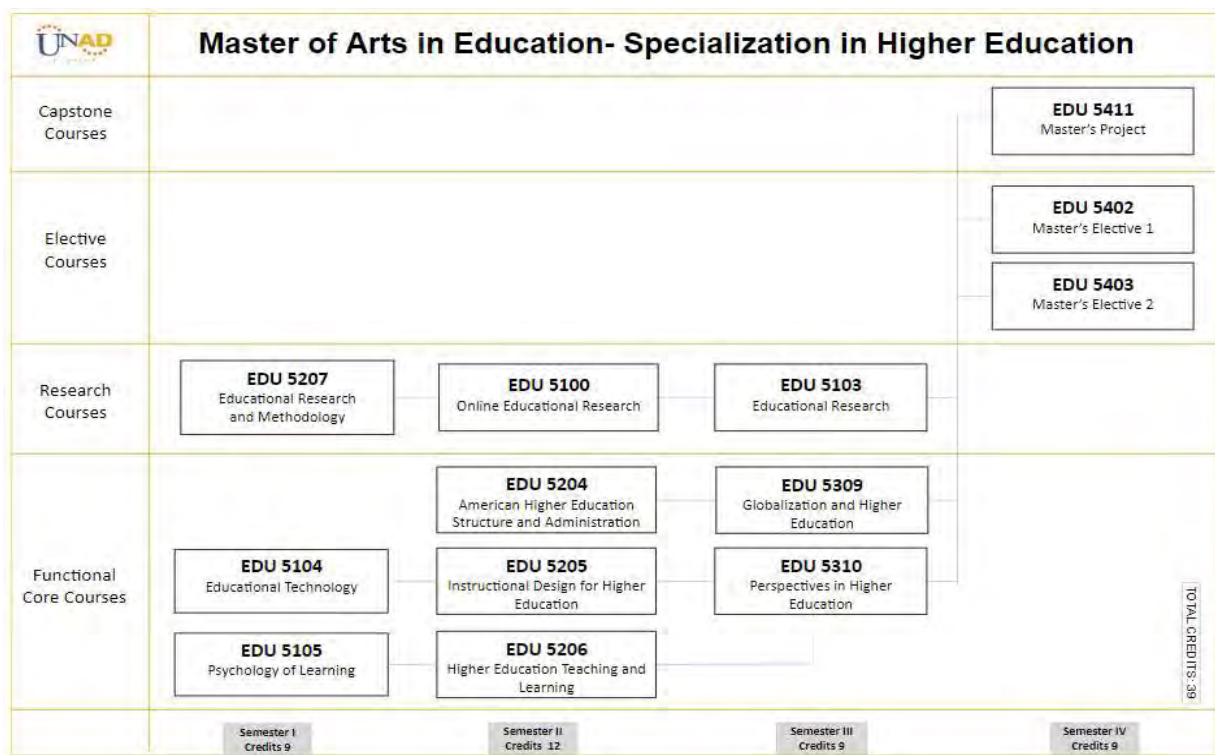 UNAD
Master of Arts in Education- Specialization in Higher Education
Capstone
Courses
EDU 5411
Master's Project
Elective
Courses
EDU 5402
Master's Elective 1
EDU 5403
Master's Elective 2
Research
Courses
EDU 5207
Educational Research
and Methodology
EDU 5100
Online Educational Research
EDU 5103
Educational Research
Functional
Core Courses
EDU 5204
American Higher Education
Structure and Administration
EDU 5309
Globalization and Higher
Education
EDU 5104
Educational Technology
EDU 5205
Instructional Design for Higher
Education
EDU 5310
Perspectives in Higher
Education
EDU 5105
Psychology of Learning
EDU 5206
Higher Education Teaching and
Learning
TOTAL CREDITS: 39
Semester I
Credits 9
Semester II
Credits 12
Semester III
Credits 9
Semester IV
Credits 9